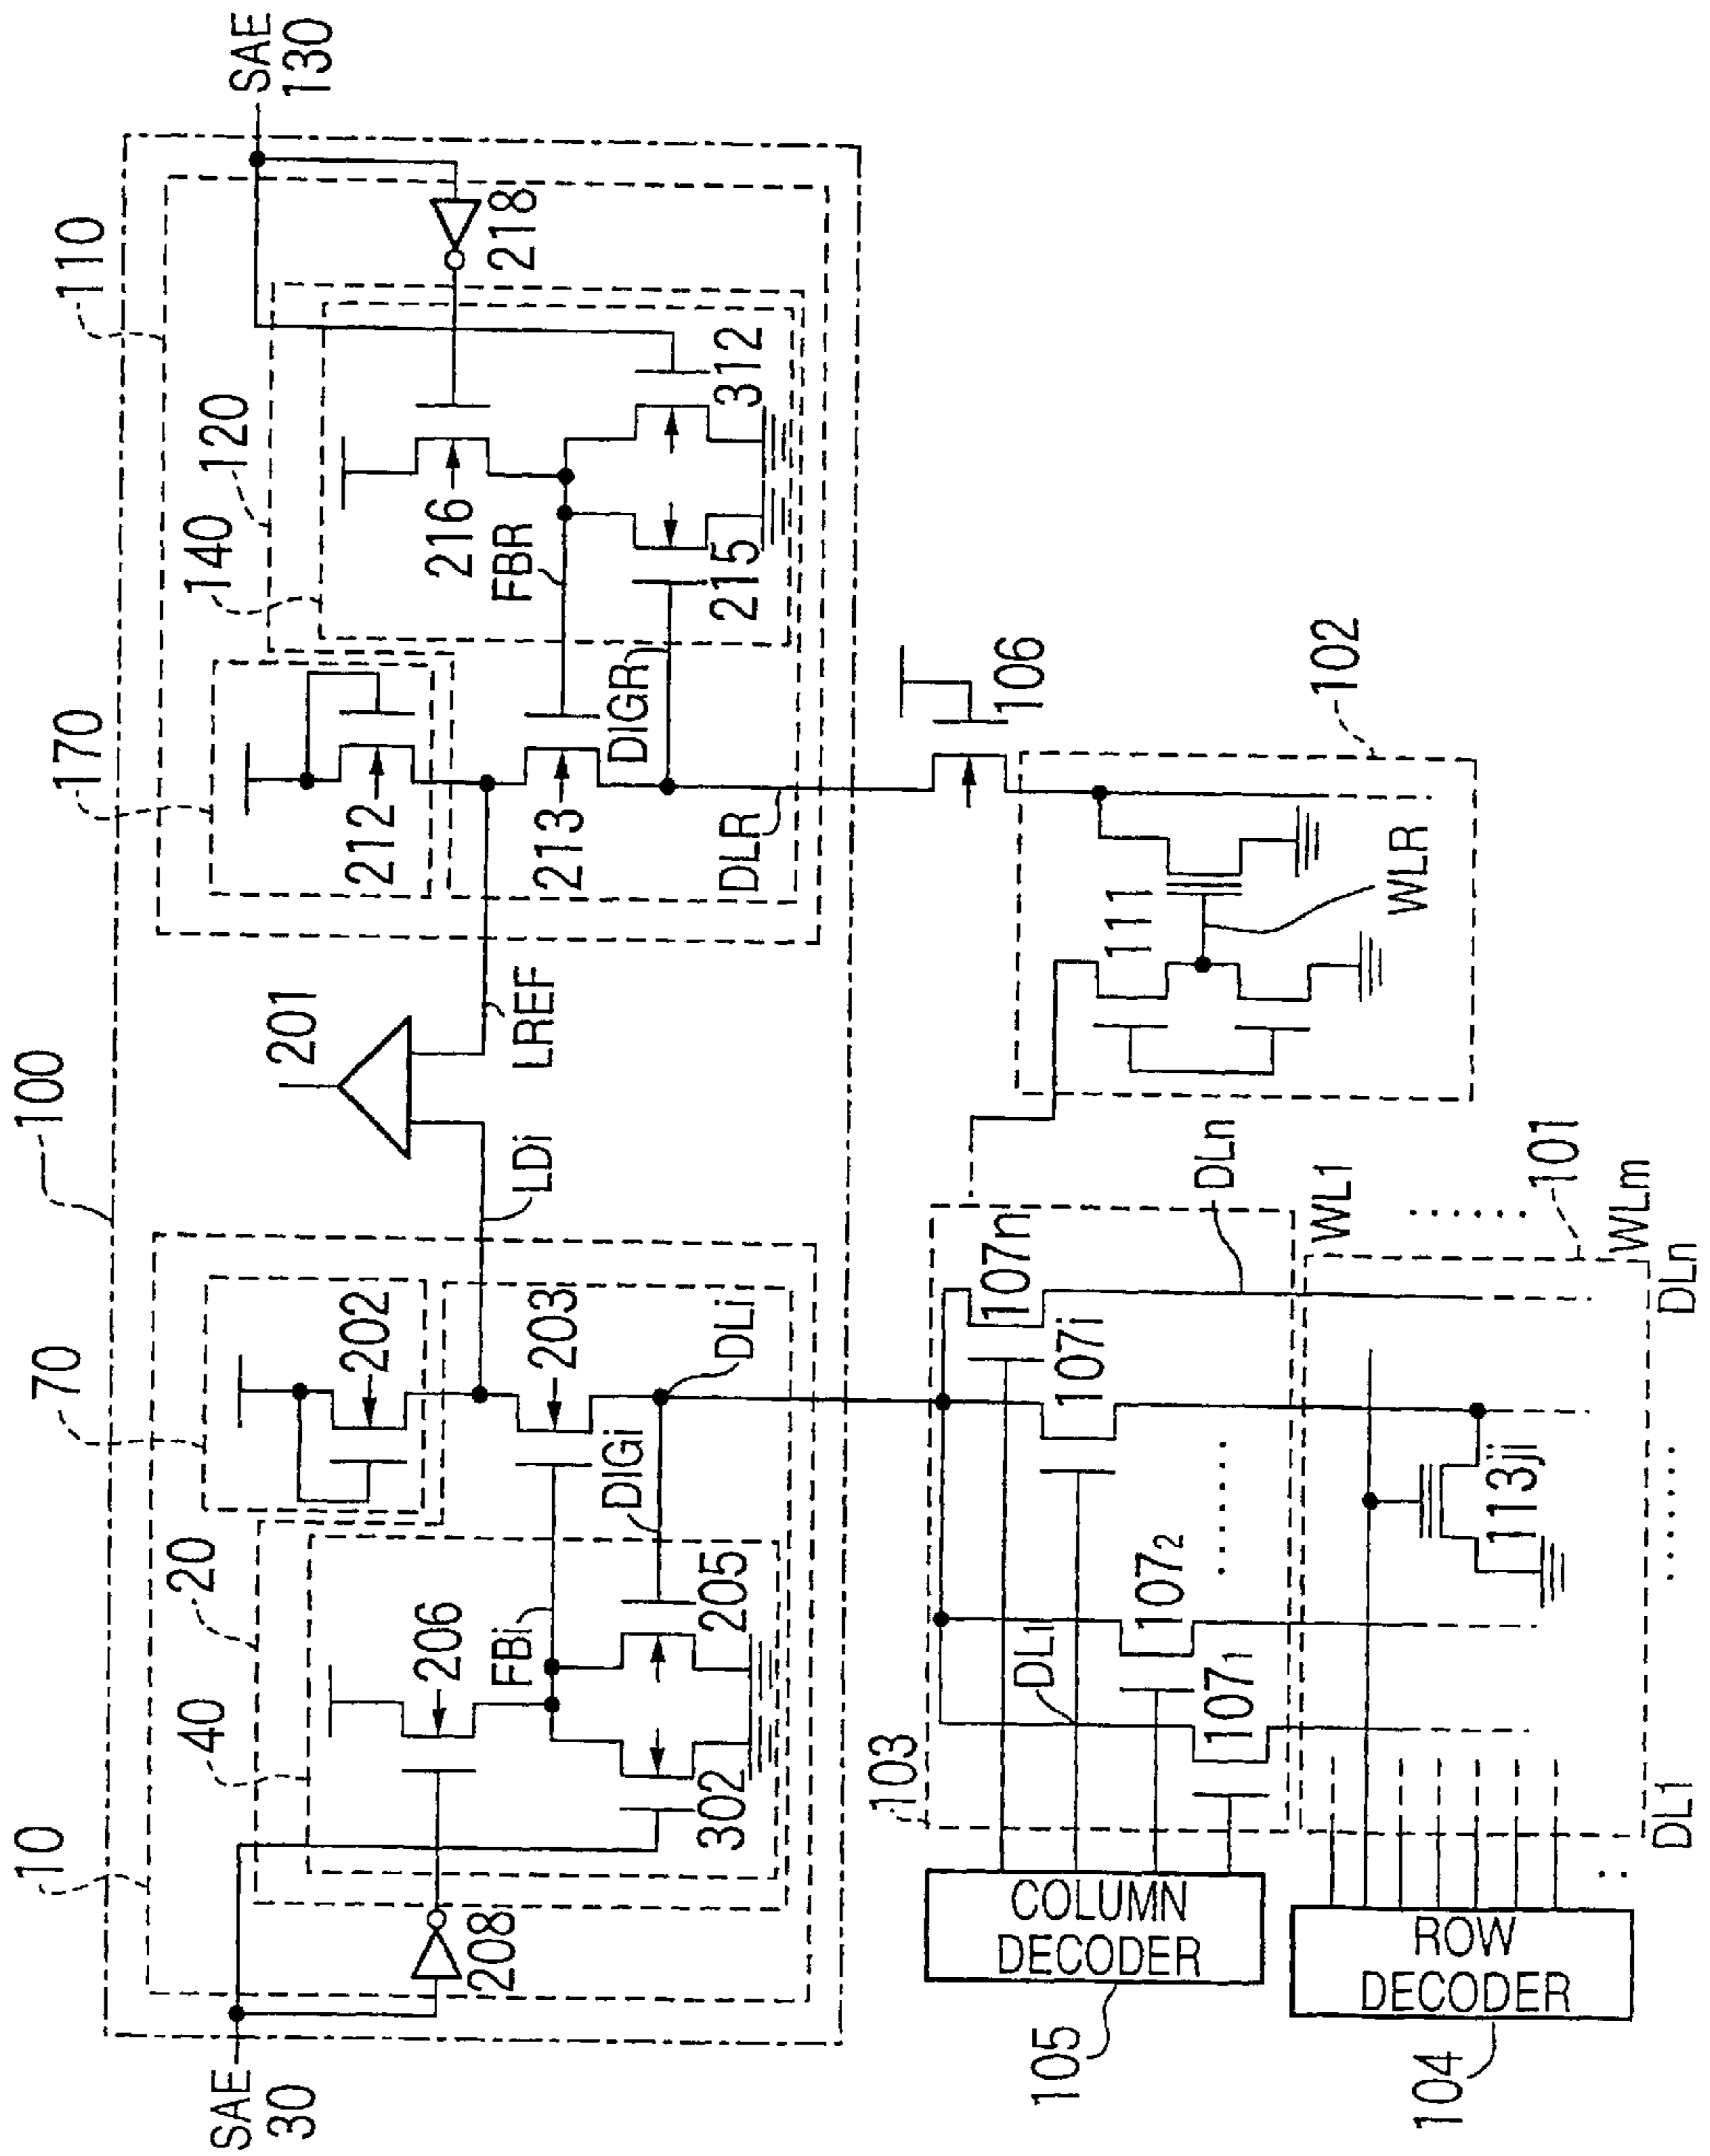 100
10
20
40
70
110
120
140
170
SAE
30
SAE
130
208
206
302
205
FBi
DIGi
202
203
DLi
LDi
201
LREF
212
213
DLR
DIGR
FBR
216
215
312
218
106
102
111
WLR
103
DL1
107₁
107₂
107i
107n
DLn
COLUMN
DECODER
105
ROW
DECODER
104
113ji
WL1
......
WLm
101
DL1
..
.......
DLn